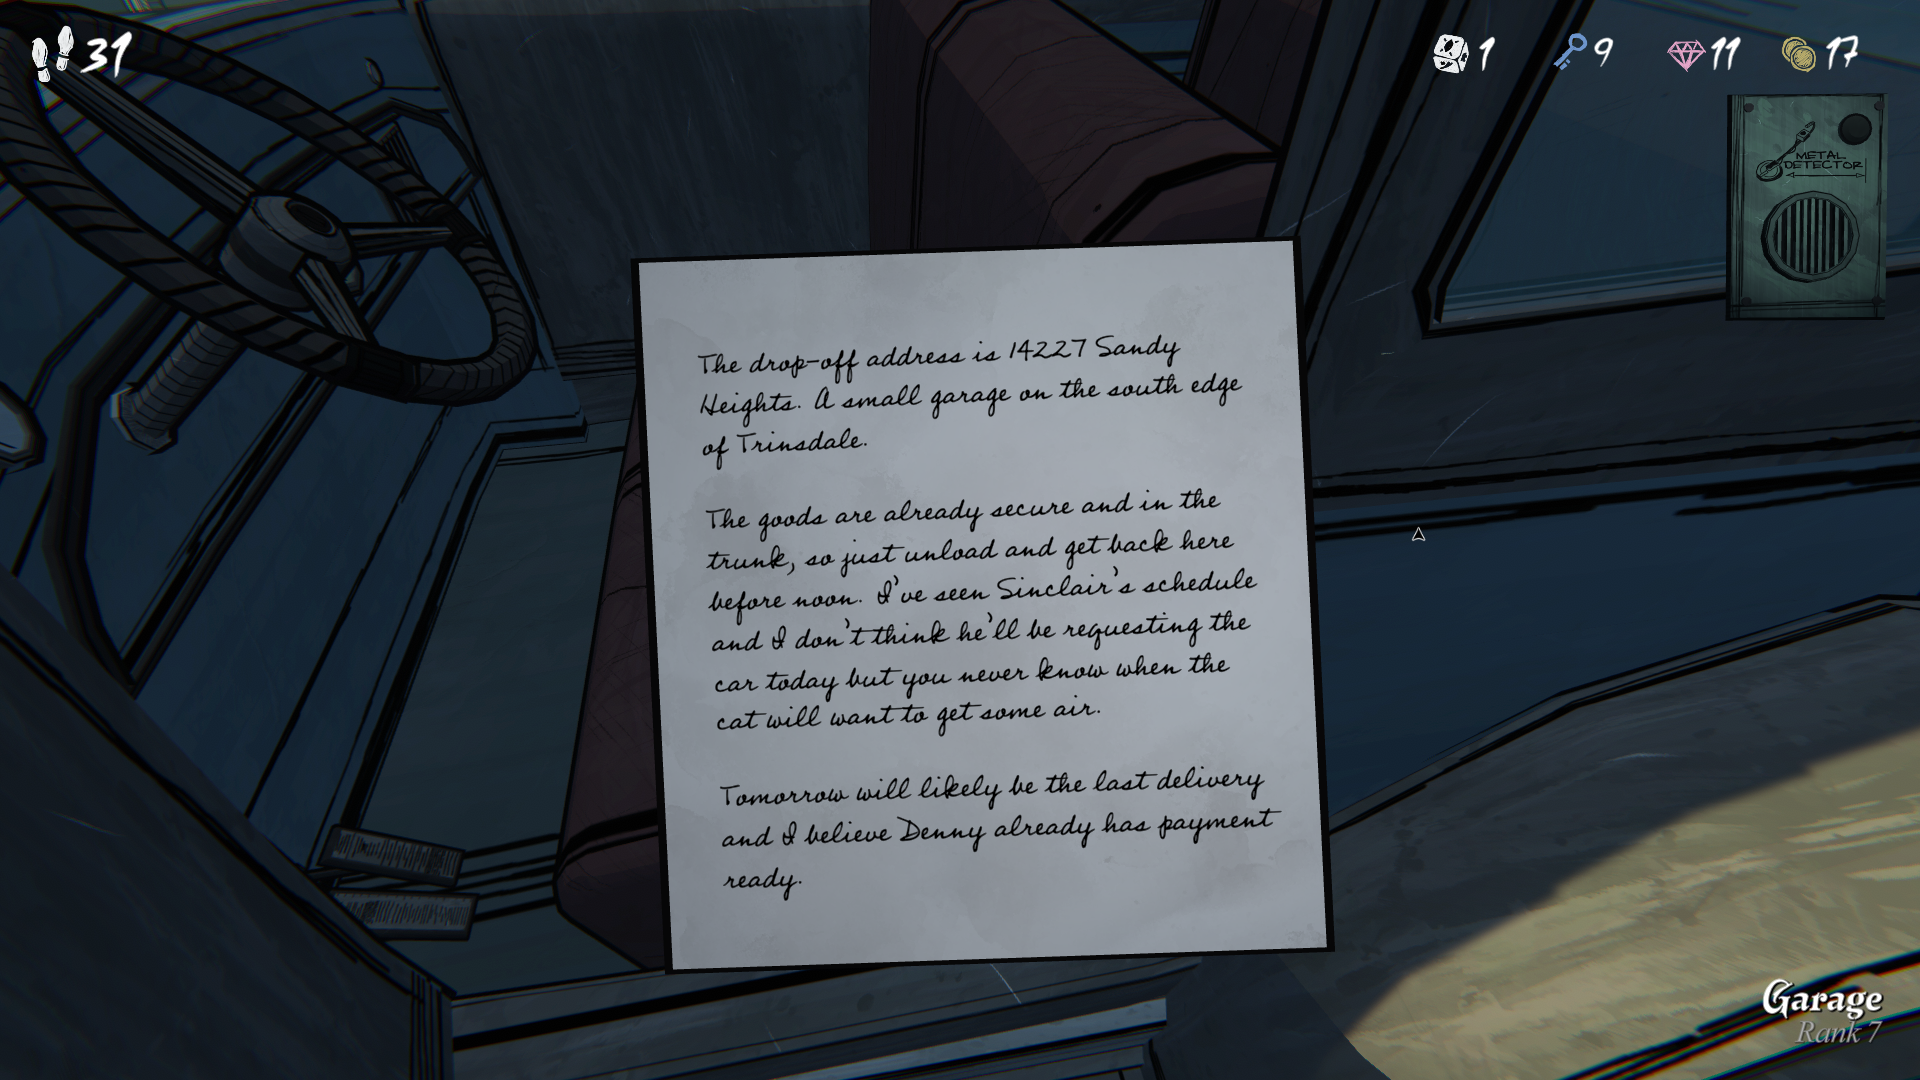 31
1
9
11
17
METAL
DETECTOR
The drop-off address is 14227 Sandy
Heights. A small garage on the south edge
of Trinsdale.
The goods are already secure and in the
trunk, so just unload and get back here
before noon. I've seen Sinclair's schedule
and I don't think he'll be requesting the
car today but you never know when the
cat will want to get some air.
Tomorrow will likely be the last delivery
and I believe Denny already has payment
ready.
Garage
Rank 7